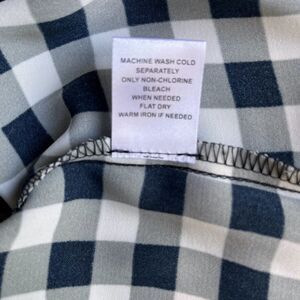 MACHINE WASH COLD
SEPARATELY
ONLY NON-CHLORINE
BLEACH
WHEN NEEDED
FLAT DRY
WARM IRON IF NEEDED